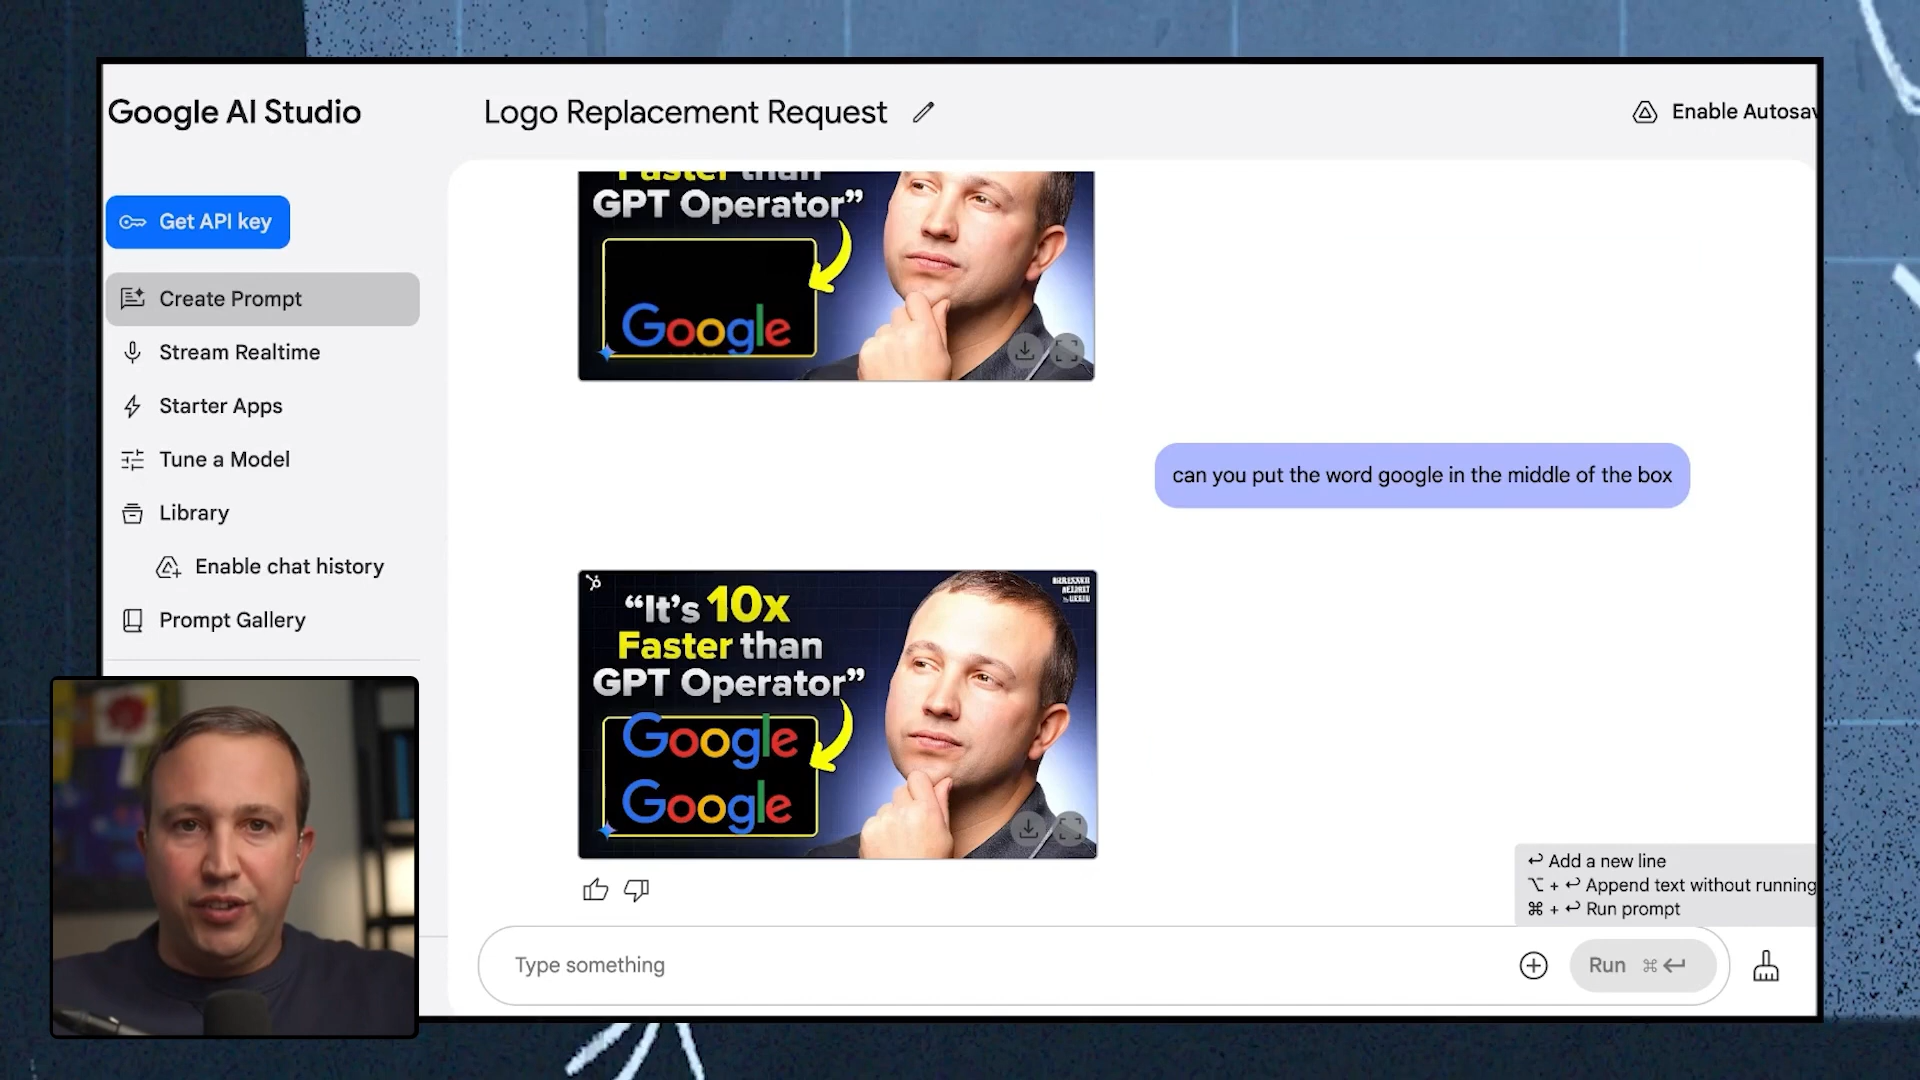 Google AI Studio
Logo Replacement Request
Enable Autosav
Get API key
Create Prompt
Stream Realtime
Starter Apps
Tune a Model
Library
Enable chat history
Prompt Gallery
Faster than
GPT Operator”
Google
can you put the word google in the middle of the box
“It’s 10x
Faster than
GPT Operator”
Google
Google
↩ Add a new line
⌥ + ↩ Append text without running
⌘ + ↩ Run prompt
Type something
Run ⌘ ↩